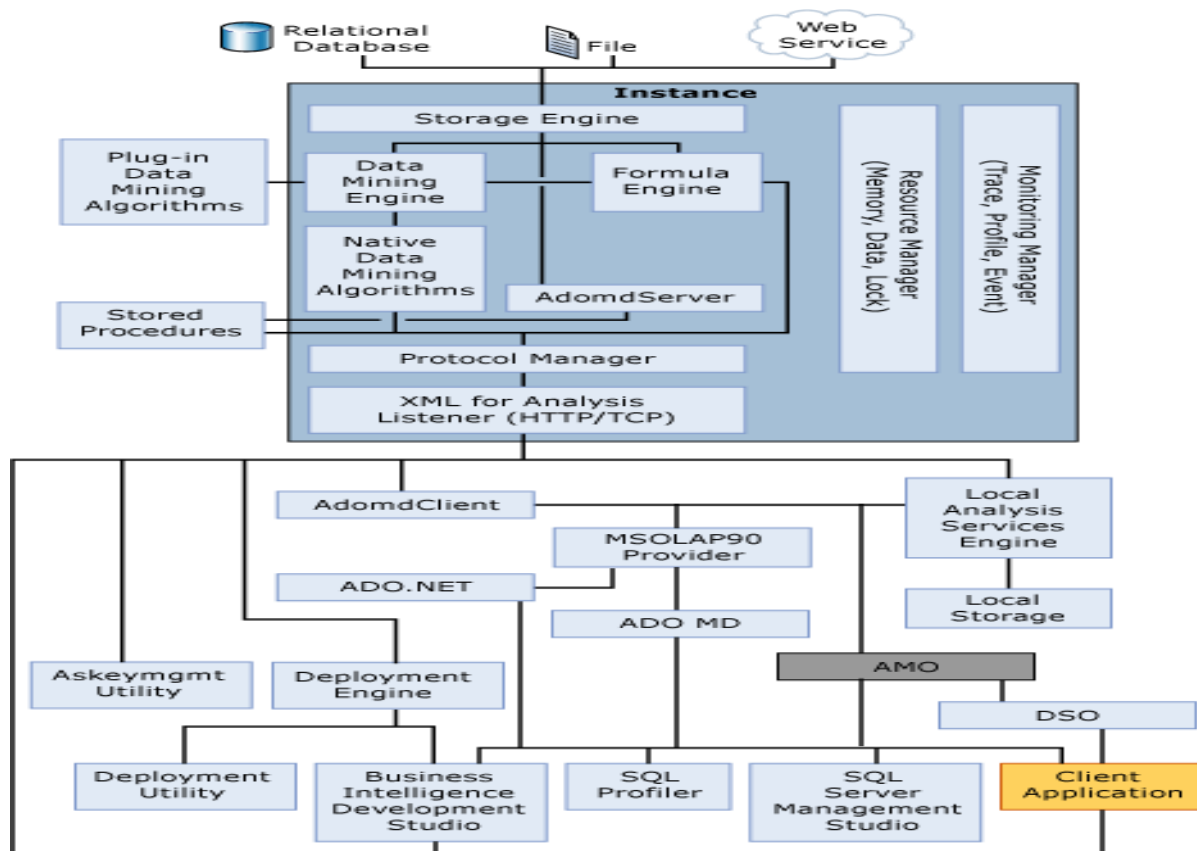 Relational
Database
File
Web
Service
Instance
Storage Engine
Plug-in
Data
Mining
Algorithms
Data
Mining
Engine
Formula
Engine
Resource Manager
(Memory, Data, Lock)
Monitoring Manager
(Trace, Profile, Event)
Native
Data
Mining
Algorithms
AdomdServer
Stored
Procedures
Protocol Manager
XML for Analysis
Listener (HTTP/TCP)
AdomdClient
Local
Analysis
Services
Engine
MSOLAP90
Provider
ADO.NET
Local
Storage
ADO MD
Askeymgmt
Utility
Deployment
Engine
AMO
DSO
Deployment
Utility
Business
Intelligence
Development
Studio
SQL
Profiler
SQL
Server
Management
Studio
Client
Application